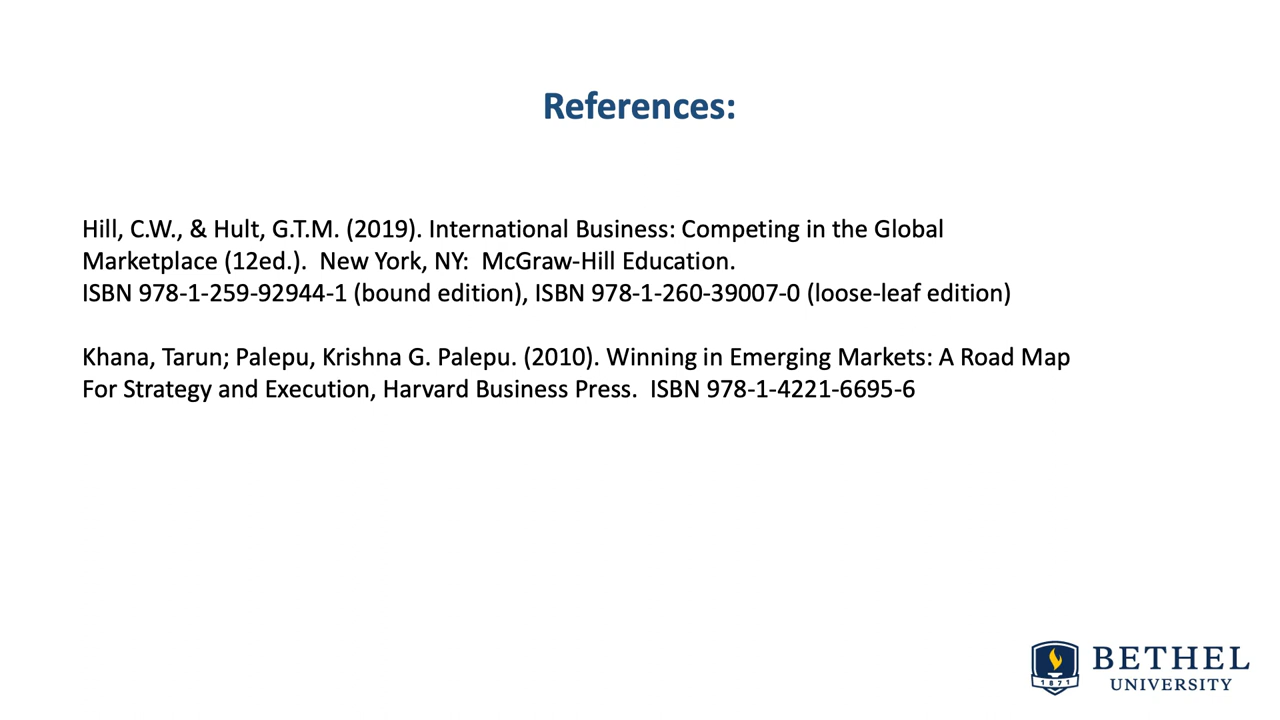 References:
Hill, C.W., & Hult, G.T.M. (2019). International Business: Competing in the Global
Marketplace (12ed.).  New York, NY:  McGraw-Hill Education.
ISBN 978-1-259-92944-1 (bound edition), ISBN 978-1-260-39007-0 (loose-leaf edition)
Khana, Tarun; Palepu, Krishna G. Palepu. (2010). Winning in Emerging Markets: A Road Map
For Strategy and Execution, Harvard Business Press.  ISBN 978-1-4221-6695-6
1871
BETHEL
UNIVERSITY